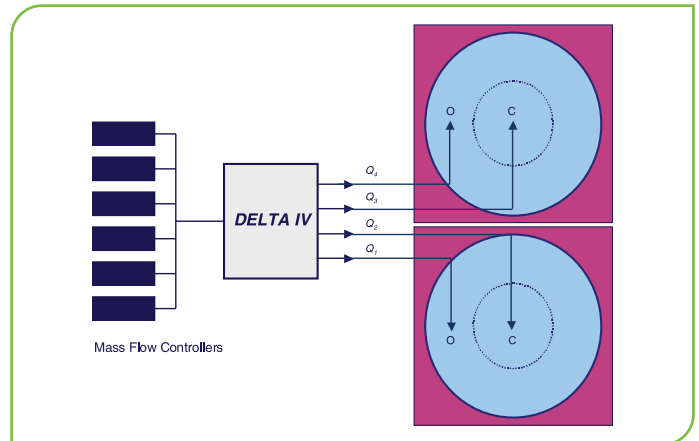 O C
Q4
Q3
DELTA IV
Q2
Q1
O C
Mass Flow Controllers